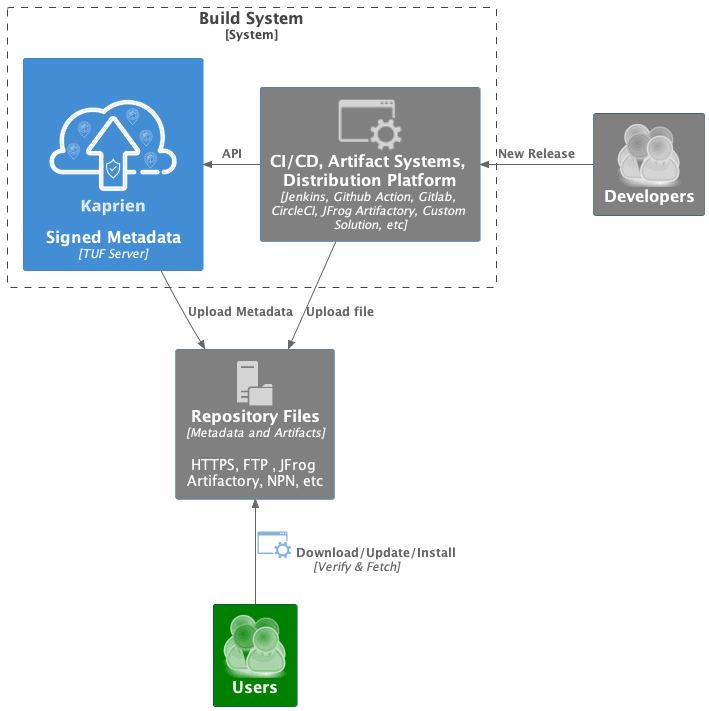 Build System
[System]
Kaprien
Signed Metadata
[TUF Server]
API
CI/CD, Artifact Systems,
Distribution Platform
[Jenkins, Github Action, Gitlab,
CircleCI, JFrog Artifactory, Custom
Solution, etc]
New Release
Developers
Upload Metadata
Upload file
Repository Files
[Metadata and Artifacts]
HTTPS, FTP , JFrog
Artifactory, NPN, etc
Download/Update/Install
[Verify & Fetch]
Users